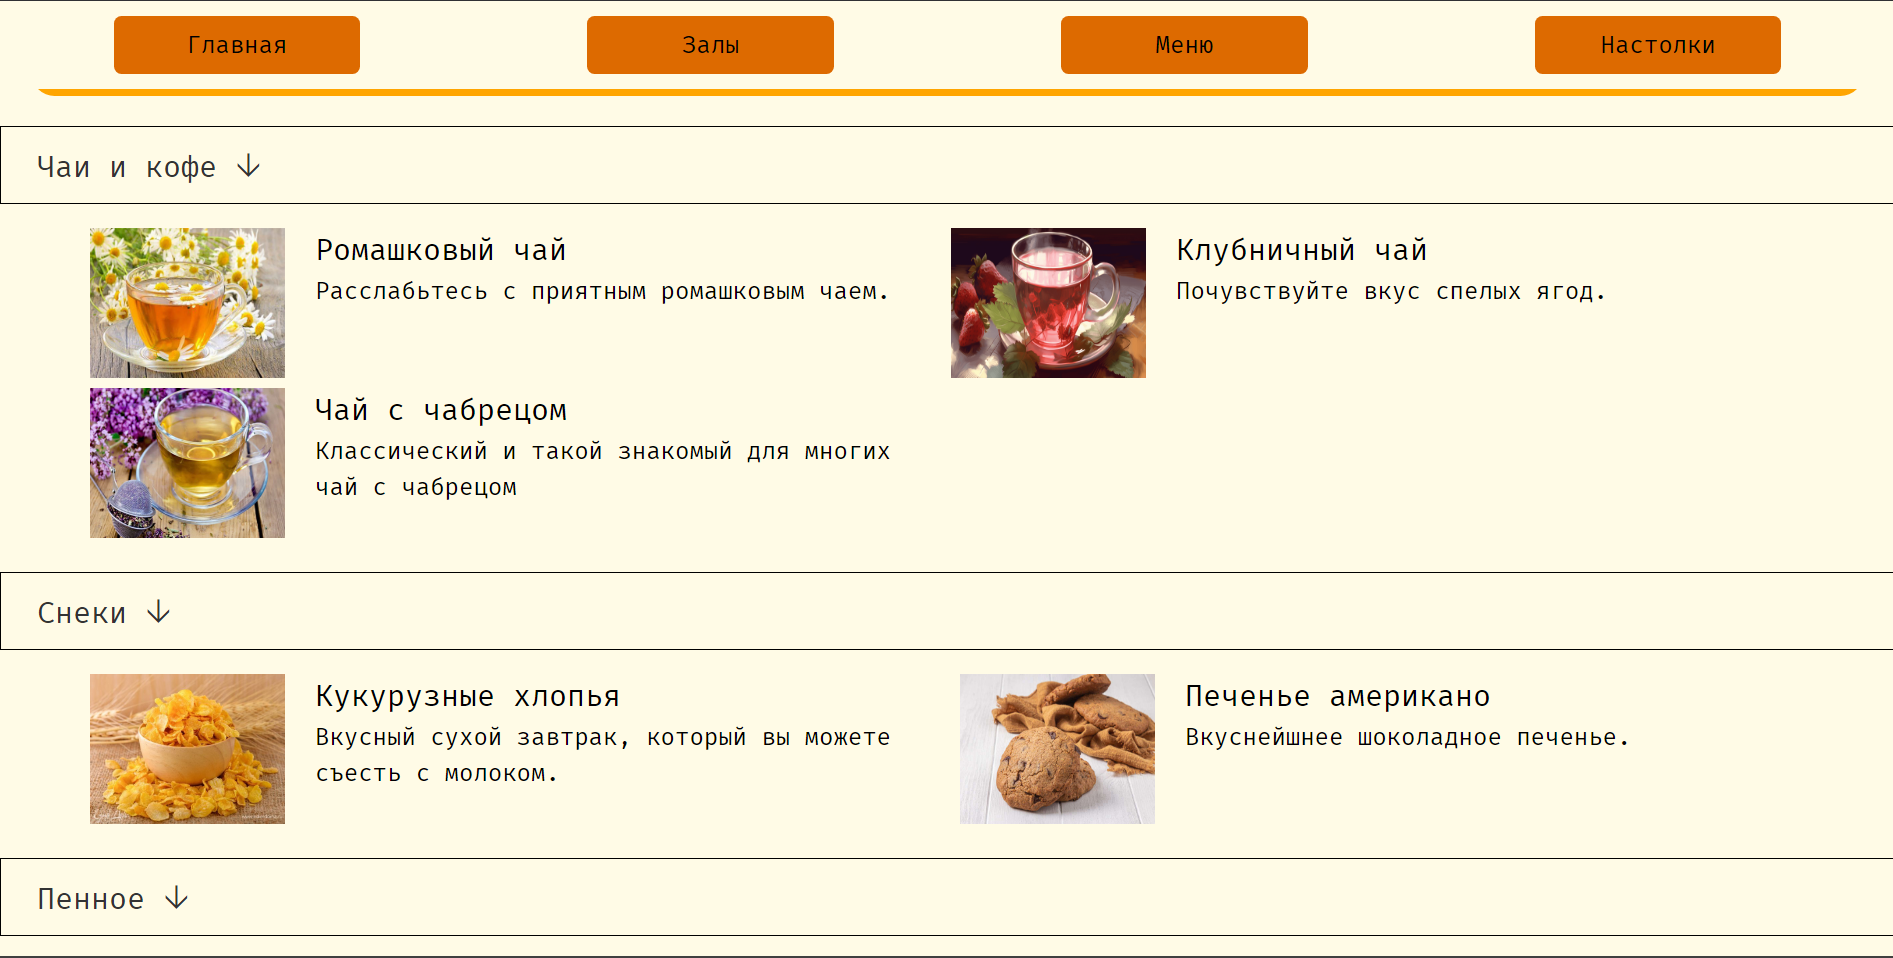 Главная Залы Меню Настолки
Чаи и кофе ↓
Ромашковый чай
Расслабьтесь с приятным ромашковым чаем.
Клубничный чай
Почувствуйте вкус спелых ягод.
Чай с чабрецом
Классический и такой знакомый для многих
чай с чабрецом
Снеки ↓
Кукурузные хлопья
Вкусный сухой завтрак, который вы можете
съесть с молоком.
Печенье американо
Вкуснейшнее шоколадное печенье.
Пенное ↓